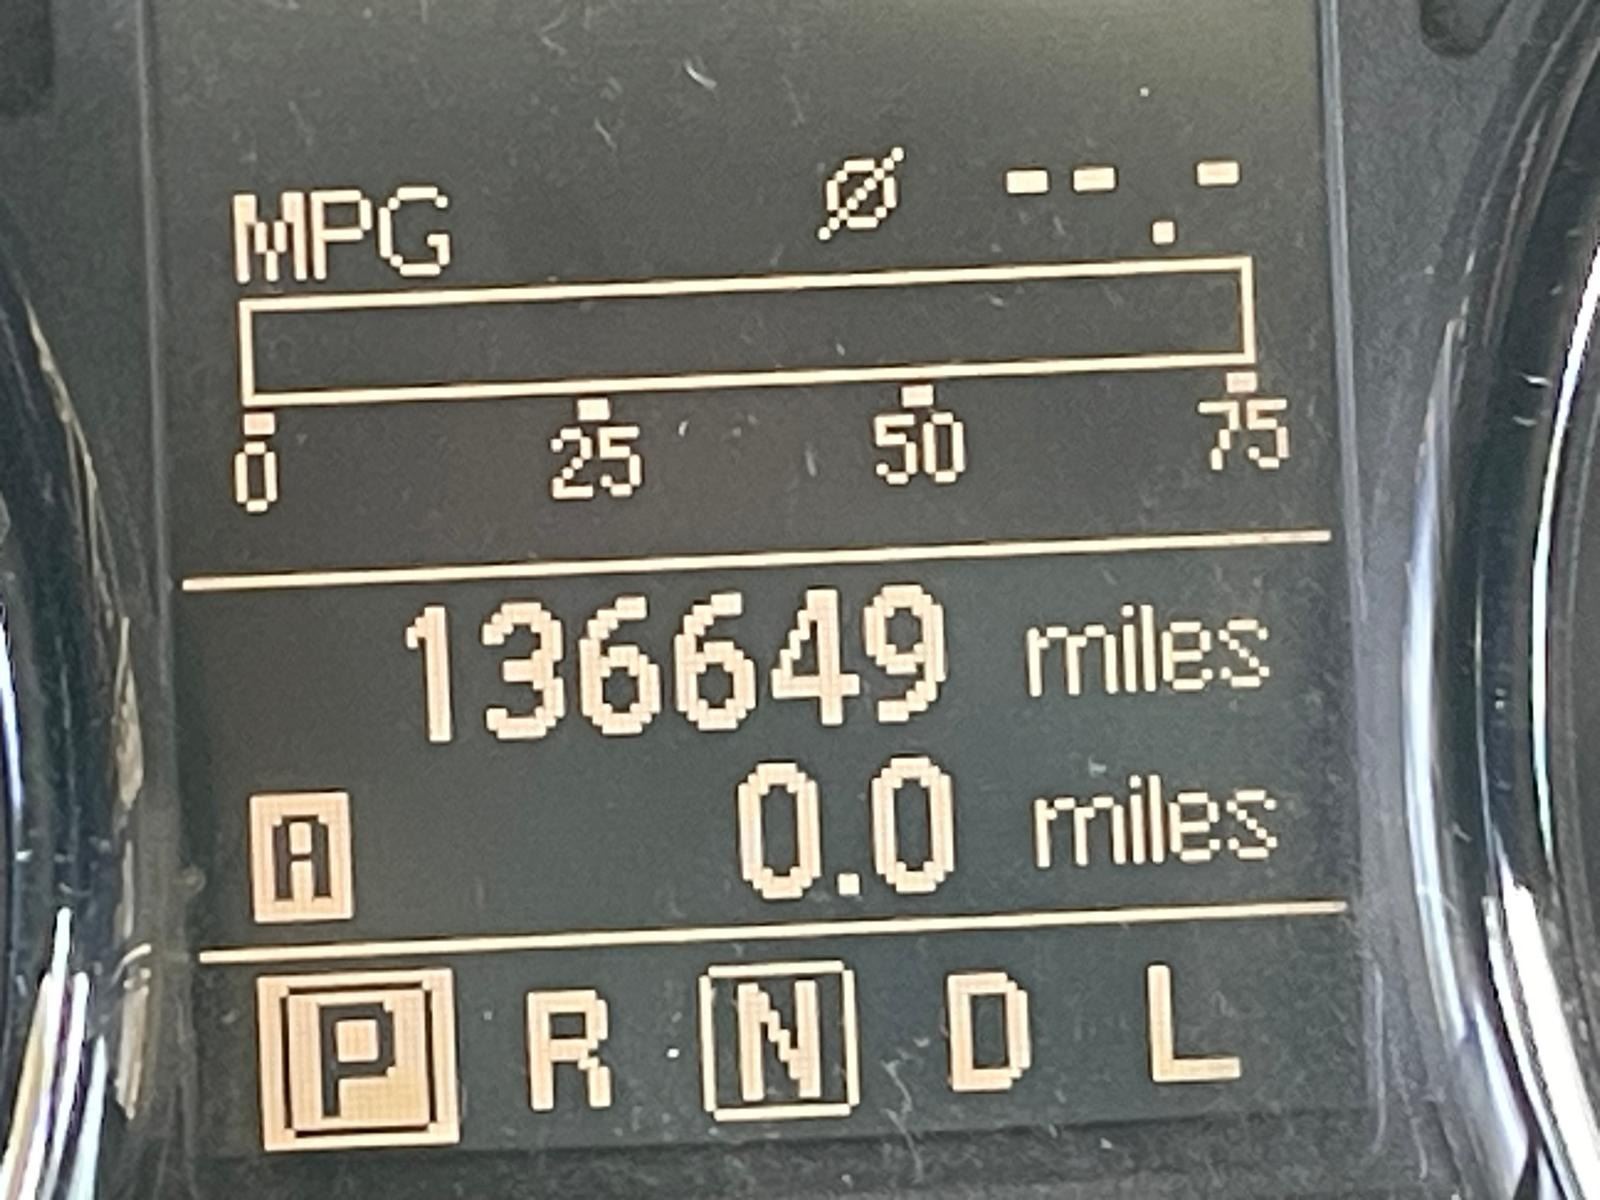 MPG Ø --.-
0 25 50 75
136649 miles
A 0.0 miles
P R N D L